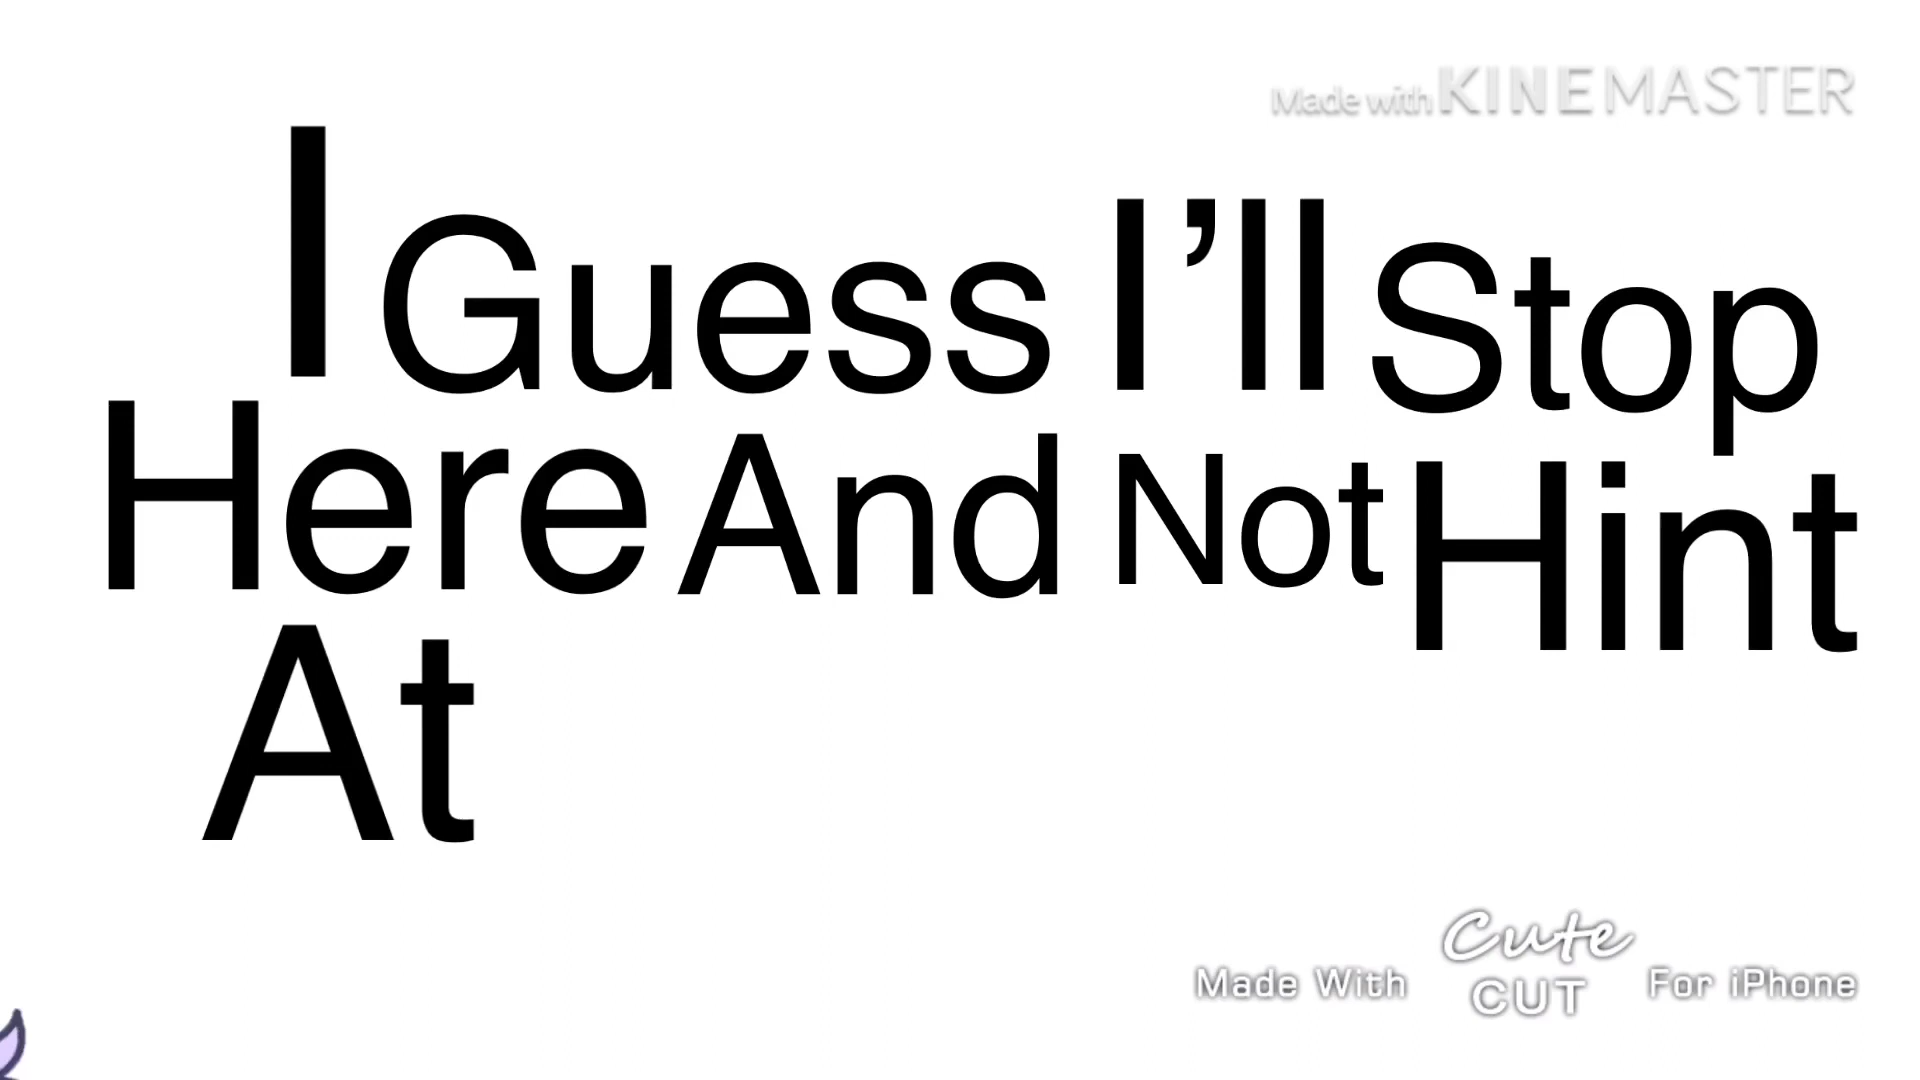 Made with KINEMASTER
I Guess I’ll Stop
Here And Not Hint
At
Cute
Made With CUT For iPhone